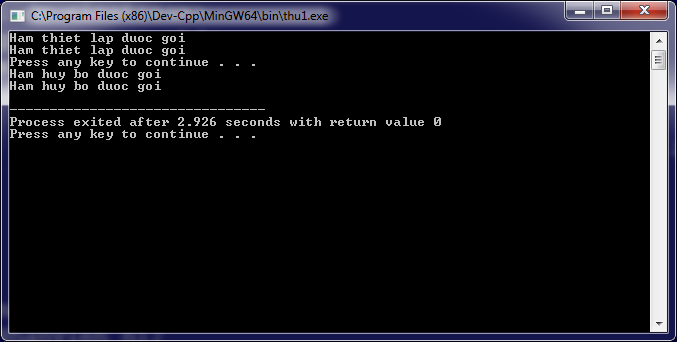 C:\Program Files (x86)\Dev-Cpp\MinGW64\bin\thu1.exe
Ham thiet lap duoc goi
Ham thiet lap duoc goi
Press any key to continue . . .
Ham huy bo duoc goi
Ham huy bo duoc goi
--------------------------------
Process exited after 2.926 seconds with return value 0
Press any key to continue . . .